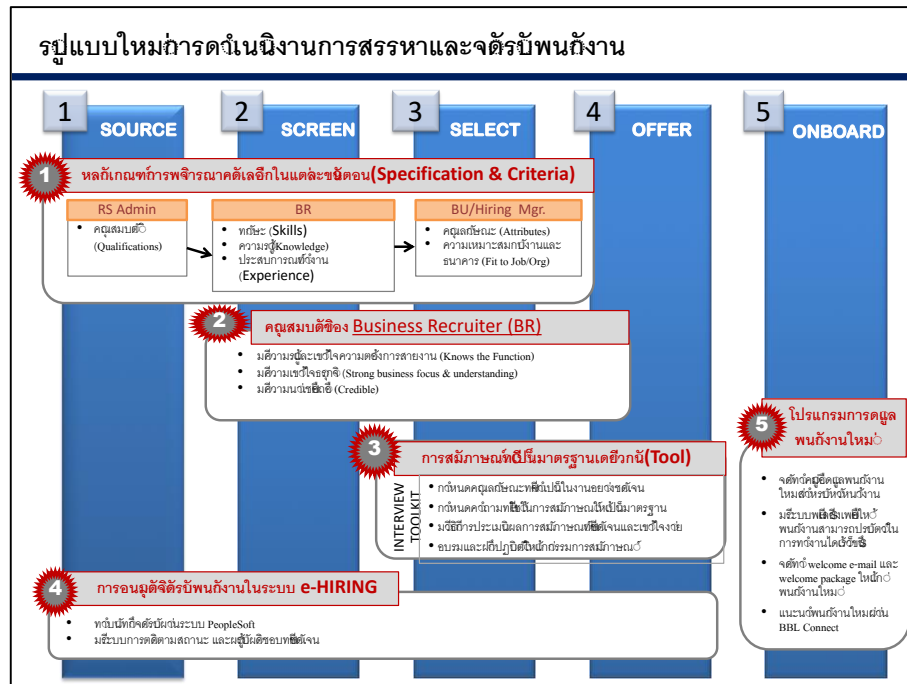 รูปแบบใหม่การดำเนินงานการสรรหาและจัดรับพนักงาน
1 SOURCE
2 SCREEN
3 SELECT
4 OFFER
5 ONBOARD
1 หลักเกณฑ์การพิจารณาคัดเลือกในแต่ละขั้นตอน(Specification & Criteria)
RS Admin
• คุณสมบัติ
(Qualifications)
BR
• ทักษะ (Skills)
• ความรู้(Knowledge)
• ประสบการณ์ทำงาน
(Experience)
BU/Hiring Mgr.
• คุณลักษณะ (Attributes)
• ความเหมาะสมกับงานและ
ธนาคาร (Fit to Job/Org)
2 คุณสมบัติของ Business Recruiter (BR)
• มีความรู้และเข้าใจความต้องการสายงาน (Knows the Function)
• มีความเข้าใจธุรกิจ (Strong business focus & understanding)
• มีความน่าเชื่อถือ (Credible)
3 การสัมภาษณ์ที่เป็นมาตรฐานเดียวกัน(Tool)
INTERVIEW
TOOLKIT
• กำหนดคุณลักษณะที่จำเป็นในงานอย่างชัดเจน
• กำหนดคำถามที่ใช้ในการสัมภาษณ์ให้เป็นมาตรฐาน
• มีวิธีการประเมินผลการสัมภาษณ์ที่ชัดเจนและเข้าใจง่าย
• อบรมและฝึกปฏิบัติให้แก่กรรมการสัมภาษณ์
4 การอนุมัติจัดรับพนักงานในระบบ e-HIRING
• ทำบันทึกจัดรับผ่านระบบ PeopleSoft
• มีระบบการติดตามสถานะ และผู้รับผิดชอบที่ชัดเจน
5 โปรแกรมการดูแล
พนักงานใหม่
• จัดทำคู่มือดูแลพนักงาน
ใหม่สำหรับหัวหน้างาน
• มีระบบพี่เลี้ยงเพื่อให้
พนักงานสามารถปรับตัวใน
การทำงานได้เร็วขึ้น
• จัดทำ welcome e-mail และ
welcome package ให้แก่
พนักงานใหม่
• แนะนำพนักงานใหม่ผ่าน
BBL Connect